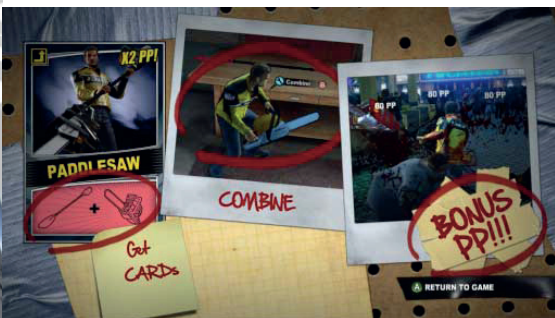 X2 PP!
PADDLESAW
+
Get
CARDs
Combine
COMBINE
80 PP
80 PP
80 PP
BONUS
PP!!!
A RETURN TO GAME